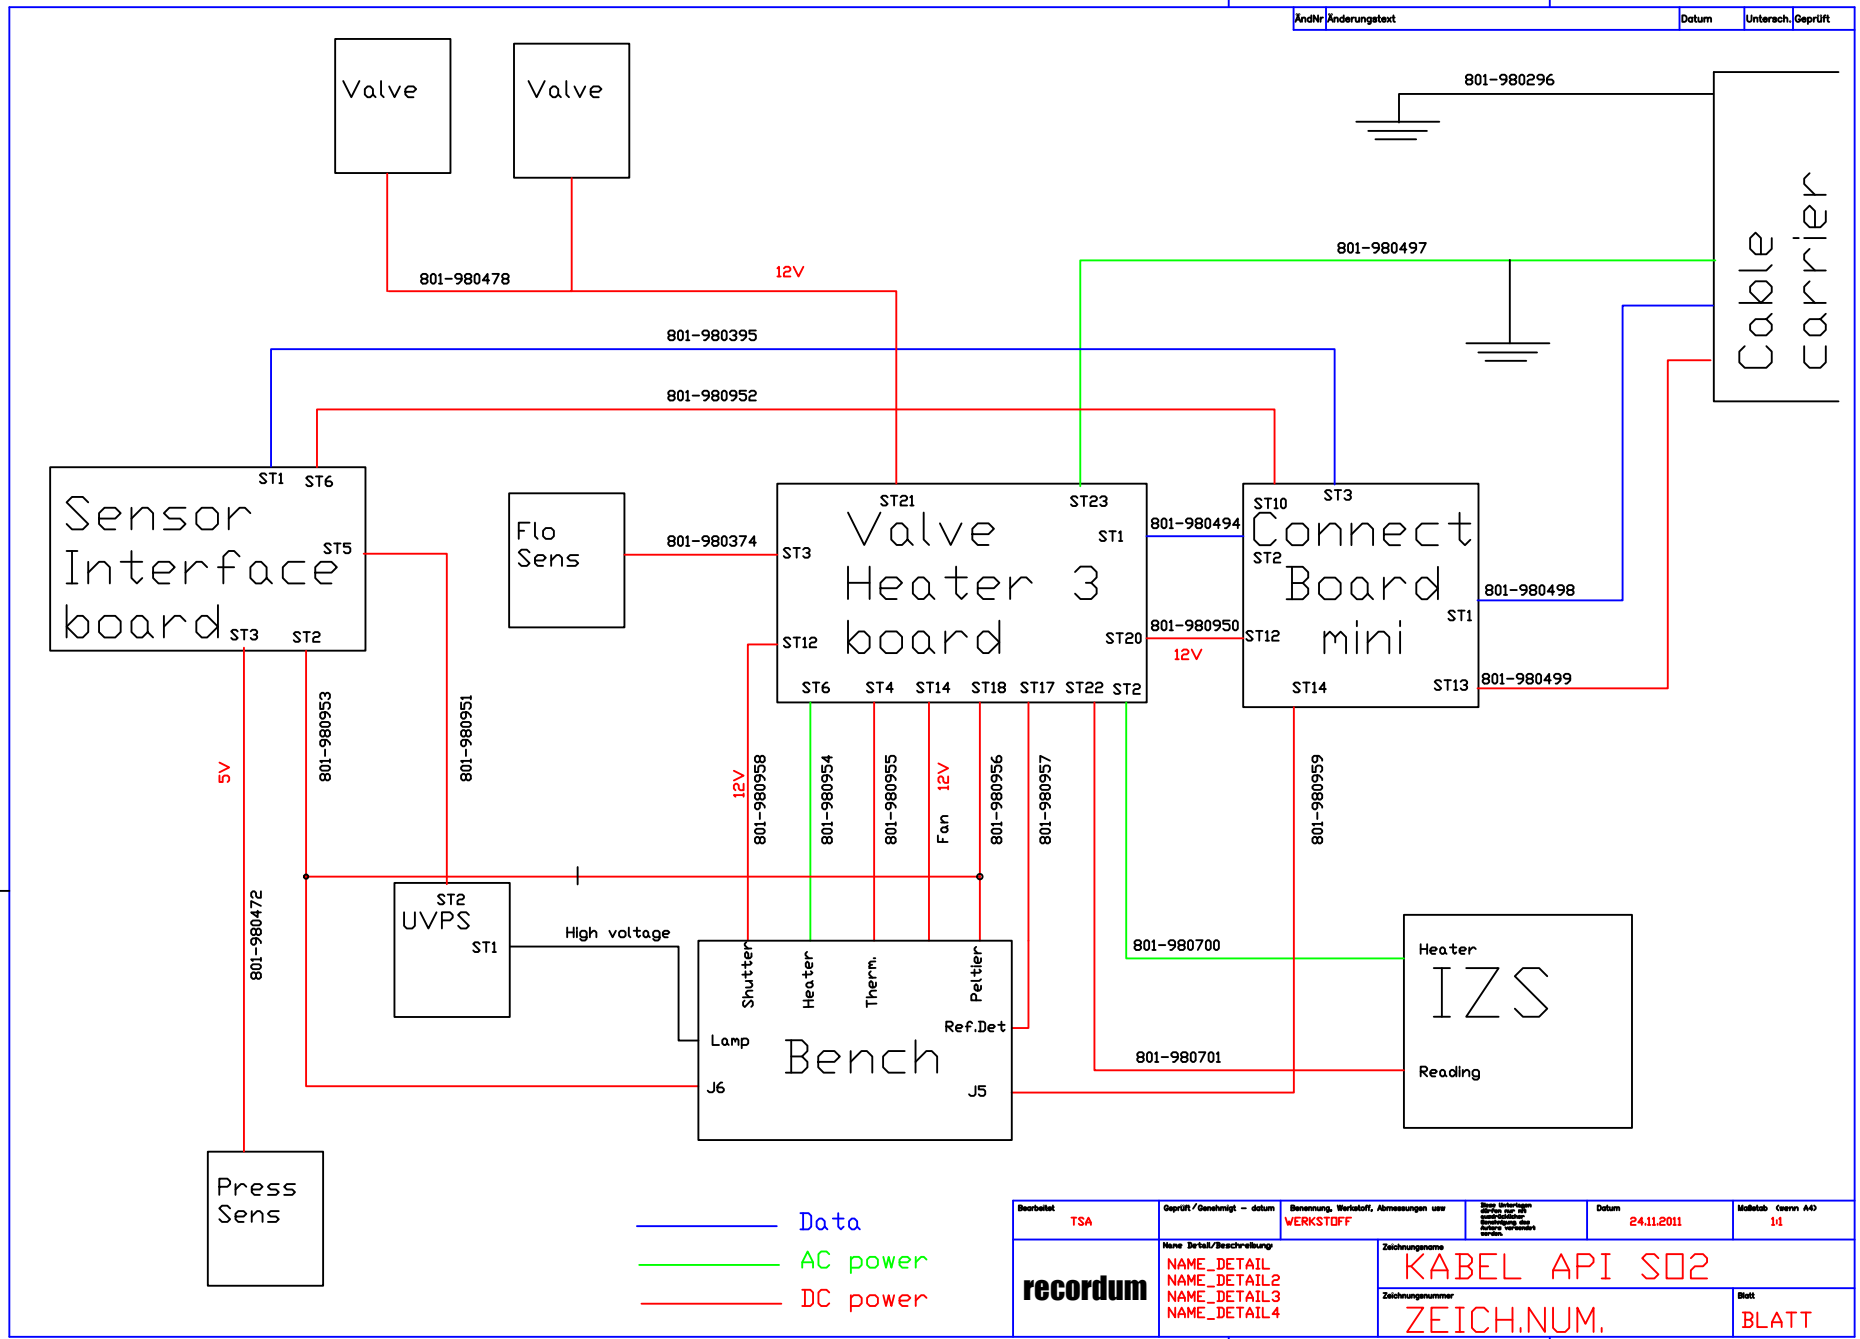 ÄndNr Änderungstext Datum Untersch. Geprüft
Valve
Valve
801-980296
Cable
carrier
801-980497
801-980478
12V
801-980395
801-980952
Sensor
Interface
board
ST1
ST6
ST5
ST3
ST2
Flo
Sens
801-980374
Valve
Heater 3
board
ST21
ST23
ST1
ST3
ST12
ST20
ST6
ST4
ST14
ST18
ST17
ST22
ST2
801-980494
801-980950
12V
Connect
Board
mini
ST10
ST3
ST2
ST1
ST12
ST14
ST13
801-980498
801-980499
5V
801-980472
801-980953
801-980951
12V
801-980958
801-980954
801-980955
Fan 12V
801-980956
801-980957
801-980959
ST2
UVPS
ST1
High voltage
801-980700
801-980701
Shutter
Heater
Therm.
Peltier
Ref.Det
Lamp
Bench
J6
J5
Heater
IZS
Reading
Press
Sens
Data
AC power
DC power
Bearbeitet
TSA
Geprüft/Genehmigt - datum
Benennung, Werkstoff, Abmessungen usw
WERKSTOFF
Datum
24.11.2011
Maßstab (wenn A4)
1:1
recordum
Name Detail/Beschreibung:
NAME_DETAIL
NAME_DETAIL2
NAME_DETAIL3
NAME_DETAIL4
Zeichnungsname
KABEL API SO2
Zeichnungsnummer
ZEICH.NUM.
Blatt
BLATT